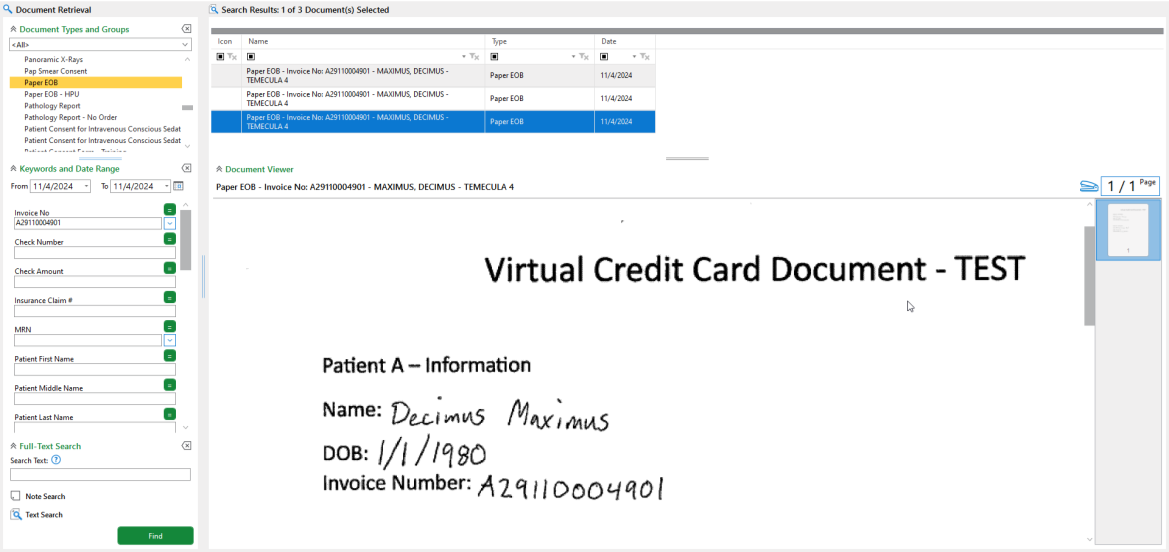 Document Retrieval
Document Types and Groups
<All>
Panoramic X-Rays
Pap Smear Consent
Paper EOB
Paper EOB - HPU
Pathology Report
Pathology Report - No Order
Patient Consent for Intravenous Conscious Sedat
Patient Consent for Intravenous Conscious Sedat
Patient Consent Form - Training
Keywords and Date Range
From 11/4/2024 To 11/4/2024
Invoice No
=
A29110004901
Check Number
=
Check Amount
=
Insurance Claim #
=
MRN
=
Patient First Name
=
Patient Middle Name
=
Patient Last Name
=
Full-Text Search
Search Text: ?
Note Search
Text Search
Find
Search Results: 1 of 3 Document(s) Selected
Icon Name Type Date
Paper EOB - Invoice No: A29110004901 - MAXIMUS, DECIMUS -
TEMECULA 4
Paper EOB 11/4/2024
Paper EOB - Invoice No: A29110004901 - MAXIMUS, DECIMUS -
TEMECULA 4
Paper EOB 11/4/2024
Paper EOB - Invoice No: A29110004901 - MAXIMUS, DECIMUS -
TEMECULA 4
Paper EOB 11/4/2024
Document Viewer
Paper EOB - Invoice No: A29110004901 - MAXIMUS, DECIMUS - TEMECULA 4
1 / 1 Page
Virtual Credit Card Document - TEST
Patient A – Information
Name: Decimus Maximus
DOB: 1/1/1980
Invoice Number: A29110004901
1